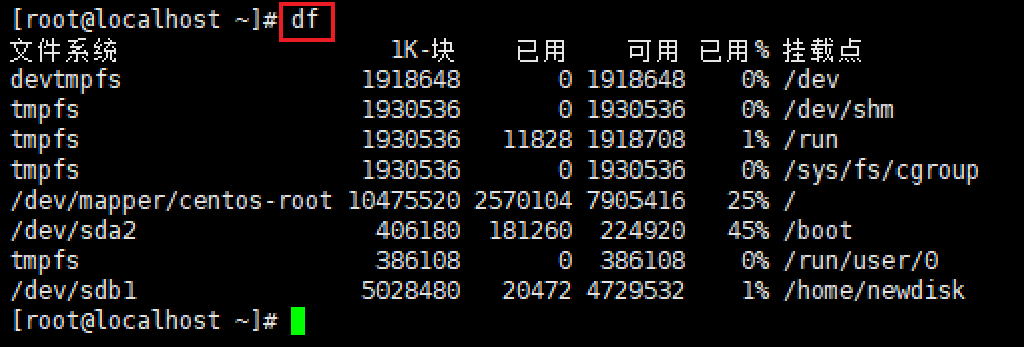 [root@localhost ~]# df
文件系统 1K-块 已用 可用 已用% 挂载点
devtmpfs 1918648 0 1918648 0% /dev
tmpfs 1930536 0 1930536 0% /dev/shm
tmpfs 1930536 11828 1918708 1% /run
tmpfs 1930536 0 1930536 0% /sys/fs/cgroup
/dev/mapper/centos-root 10475520 2570104 7905416 25% /
/dev/sda2 406180 181260 224920 45% /boot
tmpfs 386108 0 386108 0% /run/user/0
/dev/sdb1 5028480 20472 4729532 1% /home/newdisk
[root@localhost ~]#